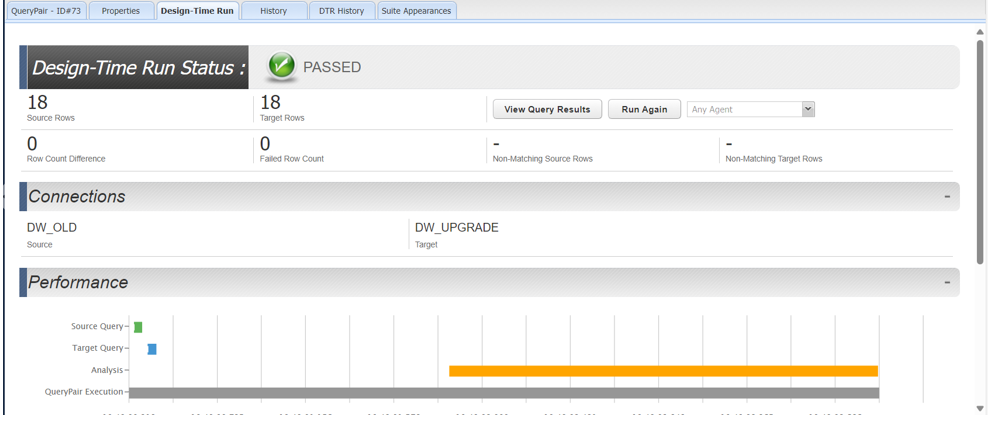 QueryPair - ID#73 Properties Design-Time Run History DTR History Suite Appearances
Design-Time Run Status : PASSED
18 18 View Query Results Run Again Any Agent
Source Rows Target Rows
0 0 - -
Row Count Difference Failed Row Count Non-Matching Source Rows Non-Matching Target Rows
Connections -
DW_OLD DW_UPGRADE
Source Target
Performance -
Source Query
Target Query
Analysis
QueryPair Execution